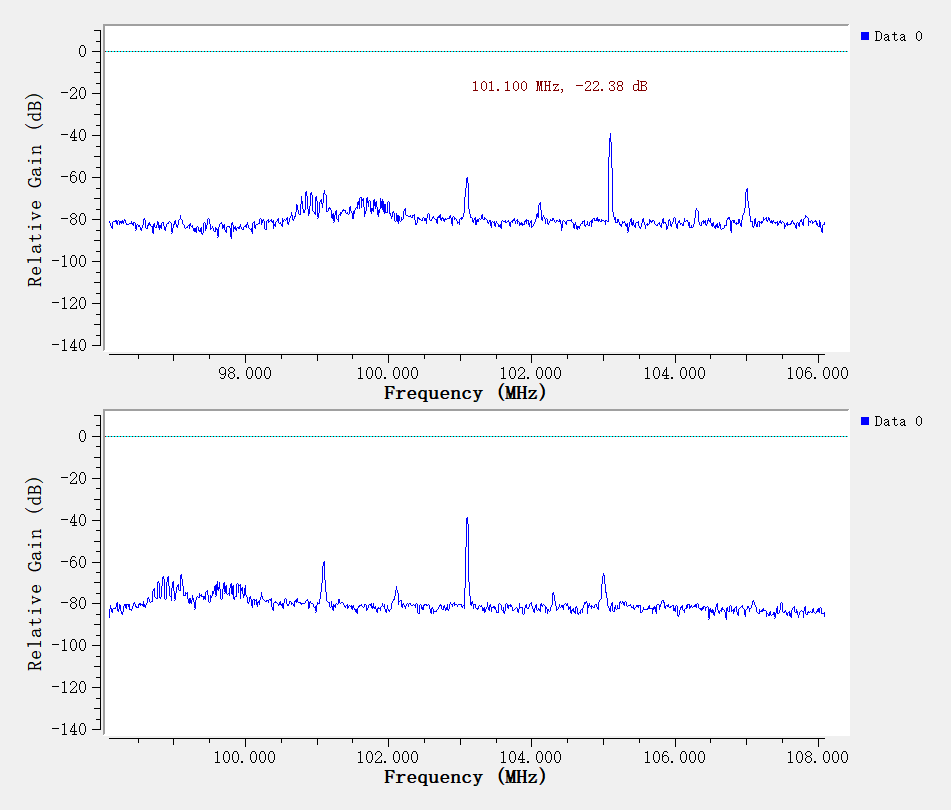 0
-20
-40
-60
-80
-100
-120
-140
Relative Gain (dB)
101.100 MHz, -22.38 dB
Data 0
98.000 100.000 102.000 104.000 106.000
Frequency (MHz)
0
-20
-40
-60
-80
-100
-120
-140
Relative Gain (dB)
Data 0
100.000 102.000 104.000 106.000 108.000
Frequency (MHz)